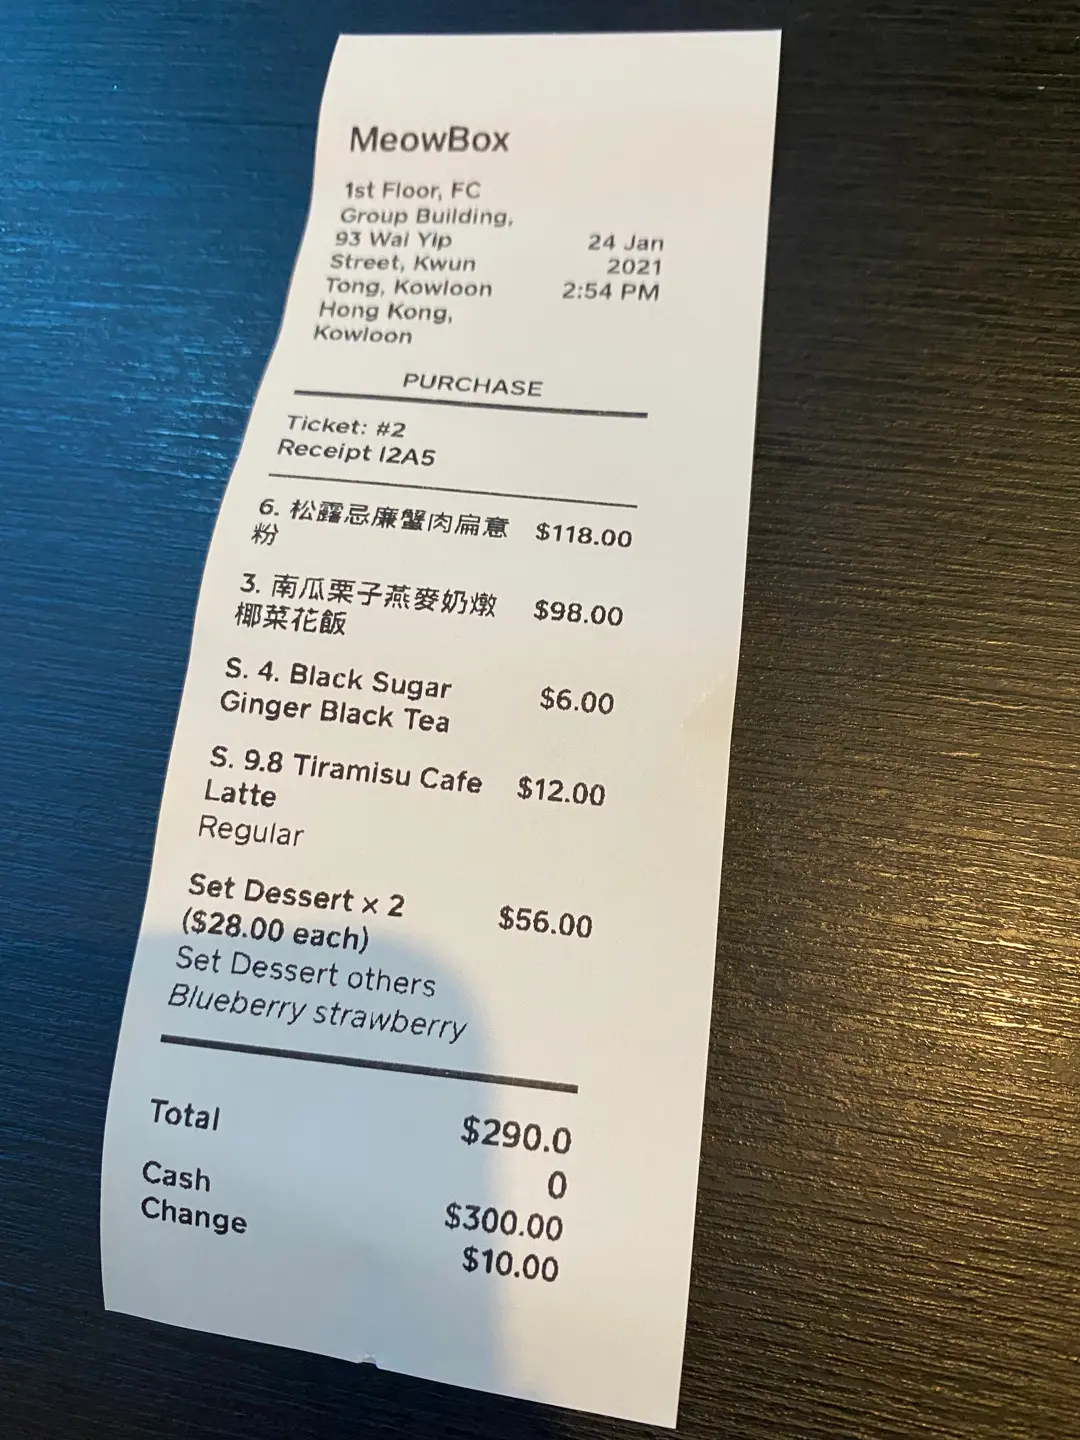 MeowBox
1st Floor, FC
Group Building,
93 Wai Yip
Street, Kwun
Tong, Kowloon
Hong Kong,
Kowloon
24 Jan
2021
2:54 PM
PURCHASE
Ticket: #2
Receipt I2A5
6. 松露忌廉蟹肉扁意 $118.00
粉
3. 南瓜栗子燕麥奶燉 $98.00
椰菜花飯
S. 4. Black Sugar $6.00
Ginger Black Tea
S. 9.8 Tiramisu Cafe $12.00
Latte
Regular
Set Dessert x 2 $56.00
($28.00 each)
Set Dessert others
Blueberry strawberry
Total $290.0
0
Cash $300.00
Change $10.00